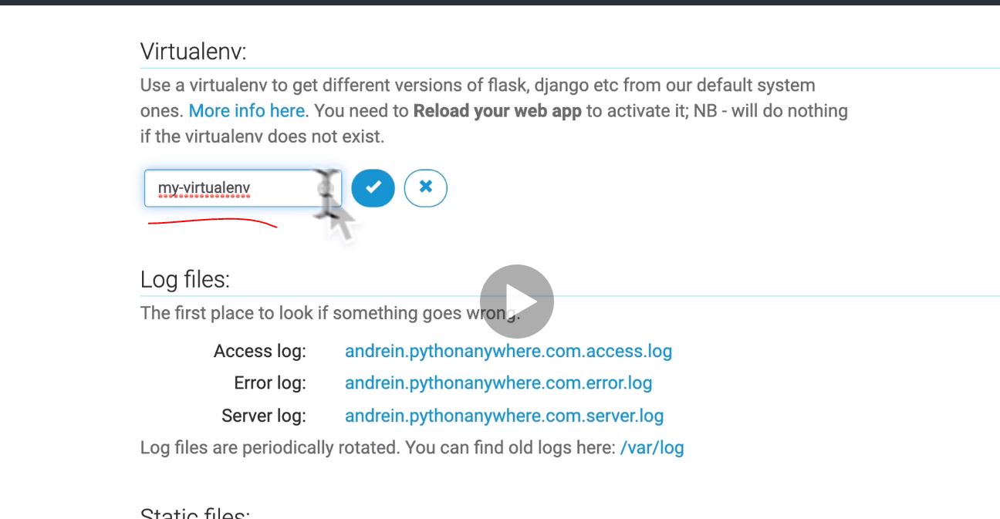 Virtualenv:
Use a virtualenv to get different versions of flask, django etc from our default system
ones. More info here. You need to Reload your web app to activate it; NB - will do nothing
if the virtualenv does not exist.
my-virtualenv
Log files:
The first place to look if something goes wrong.
Access log: andrein.pythonanywhere.com.access.log
Error log: andrein.pythonanywhere.com.error.log
Server log: andrein.pythonanywhere.com.server.log
Log files are periodically rotated. You can find old logs here: /var/log
Static files: